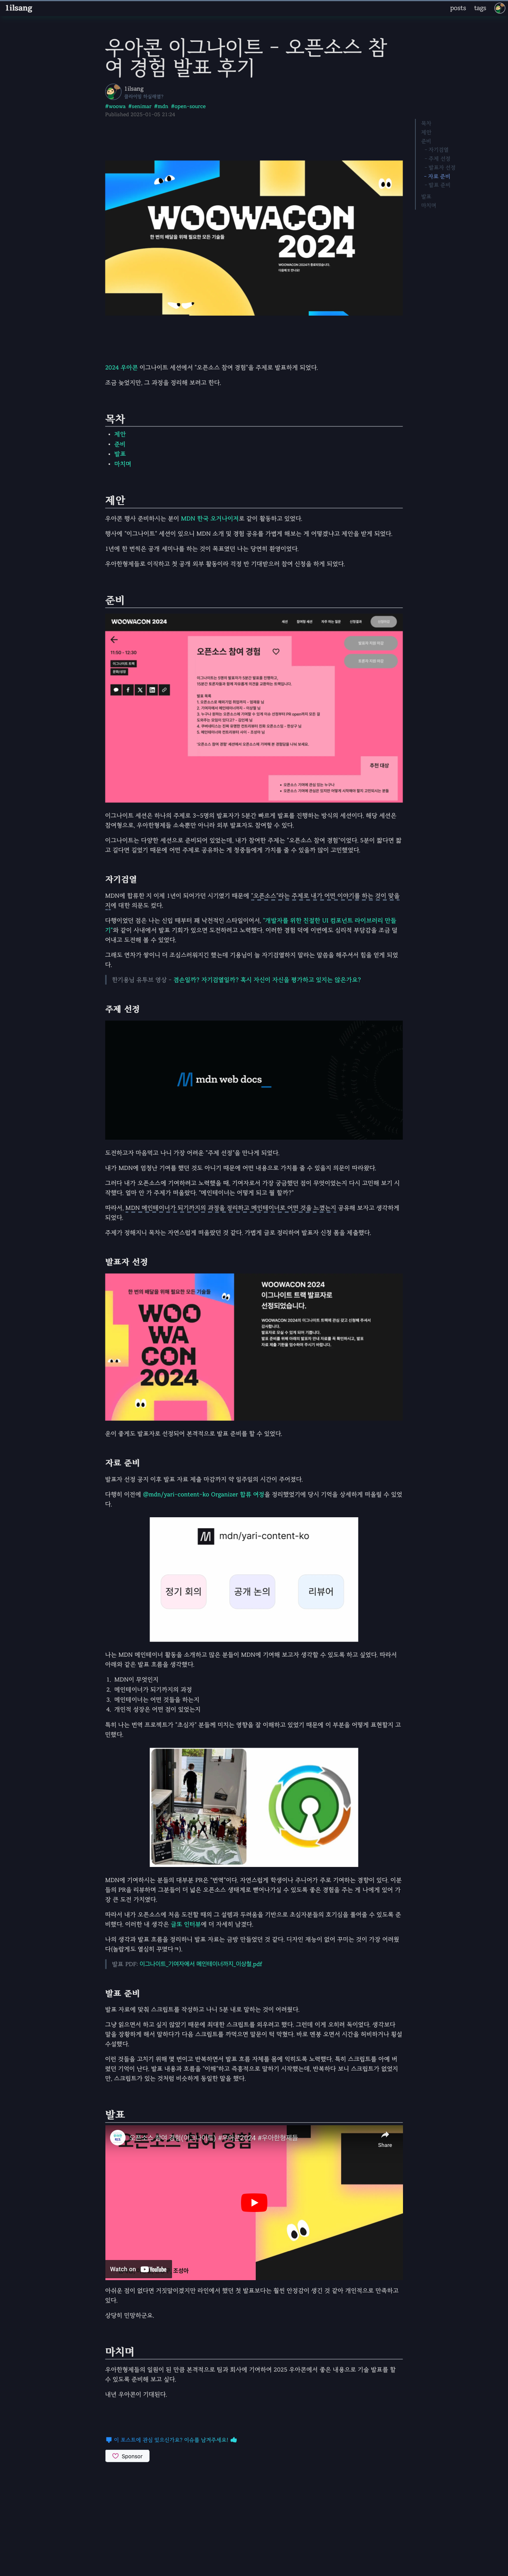 1ilsang
posts
tags
우아콘 이그나이트 - 오픈소스 참
여 경험 발표 후기
1ilsang
클라이밍 하실래염?
#woowa #seminar #mdn #open-source
Published 2025-01-05 21:24
목차
제안
준비
- 자기검열
- 주제 선정
- 발표자 선정
- 자료 준비
- 발표 준비
발표
마치며
WOOWACON
2024
한 번의 배달을 위해 필요한 모든 기술들
2024 우아콘 이그나이트 세션에서 "오픈소스 참여 경험"을 주제로 발표하게 되었다.
조금 늦었지만, 그 과정을 정리해 보려고 한다.
목차
제안
준비
발표
마치며
제안
우아콘 행사 준비하시는 분이 MDN 한국 오거나이저로 같이 활동하고 있었다.
행사에 "이그나이트" 세션이 있으니 MDN 소개 및 경험 공유를 가볍게 해보는 게 어떻겠냐고 제안을 받게 되었다.
1년에 한 번씩은 공개 세미나를 하는 것이 목표였던 나는 당연히 환영이었다.
우아한형제들로 이직하고 첫 공개 외부 활동이라 걱정 반 기대받으려 참여 신청을 하게 되었다.
준비
WOOWACON 2024
11:50 - 12:30
오픈소스 참여 경험
추천 대상
이그나이트 세션은 하나의 주제로 3~5명의 발표자가 5분간 빠르게 발표를 진행하는 방식의 세션이다. 해당 세션은
참여형으로, 우아한형제들 소속뿐만 아니라 외부 발표자도 참여할 수 있다.
이그나이트는 다양한 세션으로 준비되어 있었는데, 내가 참여한 주제는 "오픈소스 참여 경험"이었다. 5분이 짧다면 짧
고 길다면 길었기 때문에 어떤 주제로 공유하는 게 청중들에게 가치를 줄 수 있을지 많이 고민했었다.
자기검열
MDN에 합류한 지 이제 1년이 되어가던 시기였기 때문에 "오픈소스"라는 주제로 내가 어떤 이야기를 하는 것이 맞을
지에 대한 의문도 컸다.
다행이었던 점은 나는 신입 때부터 꽤 낙천적인 스타일이어서, "개발자를 위한 친절한 UI 컴포넌트 라이브러리 만들
기"와 같이 사내에서 발표 기회가 있으면 도전하려고 노력했다. 이러한 경험 덕에 이번에도 심리적 부담감을 조금 덜
어내고 도전해 볼 수 있었다.
그래도 연차가 쌓이니 더 조심스러워지긴 했는데 기용님이 늘 자기검열하지 말라는 말씀을 해주셔서 힘을 얻게 되었
다.
한기용님 유투브 영상 - 겸손일까? 자기검열일까? 혹시 자신이 자신을 평가하고 있지는 않은가요?
주제 선정
mdn web docs
도전하고자 마음먹고 나니 가장 어려운 "주제 선정"을 만나게 되었다.
내가 MDN에 엄청난 기여를 했던 것도 아니기 때문에 어떤 내용으로 가치를 줄 수 있을지 의문이 따라왔다.
그러다 내가 오픈소스에 기여하려고 노력했을 때, 기여자로서 가장 궁금했던 점이 무엇이었는지 다시 고민해 보기 시
작했다. 얼마 안 가 주제가 떠올랐다. "메인테이너는 어떻게 되고 뭘 할까?"
따라서, MDN 메인테이너가 되기까지의 과정을 정리하고 메인테이너로 어떤 것을 느꼈는지 공유해 보자고 생각하게
되었다.
주제가 정해지니 목차는 자연스럽게 떠올랐던 것 같다. 가볍게 글로 정리하여 발표자 신청 폼을 제출했다.
발표자 선정
한 번의 배달을 위해 필요한 모든 기술들
WOO
WA
CON
2024
WOOWACON 2024
이그나이트 트랙 발표자로
선정되었습니다.
운이 좋게도 발표자로 선정되어 본격적으로 발표 준비를 할 수 있었다.
자료 준비
발표자 선정 공지 이후 발표 자료 제출 마감까지 약 일주일의 시간이 주어졌다.
다행히 이전에 @mdn/yari-content-ko Organizer 합류 여정을 정리했었기에 당시 기억을 상세하게 떠올릴 수 있었
다.
mdn/yari-content-ko
정기 회의
공개 논의
리뷰어
나는 MDN 메인테이너 활동을 소개하고 많은 분들이 MDN에 기여해 보고자 생각할 수 있도록 하고 싶었다. 따라서
아래와 같은 발표 흐름을 생각했다.
1. MDN이 무엇인지
2. 메인테이너가 되기까지의 과정
3. 메인테이너는 어떤 것들을 하는지
4. 개인적 성장은 어떤 점이 있었는지
특히 나는 번역 프로젝트가 "초심자" 분들께 미치는 영향을 잘 이해하고 있었기 때문에 이 부분을 어떻게 표현할지 고
민했다.
MDN에 기여하시는 분들의 대부분 PR은 "번역"이다. 자연스럽게 학생이나 주니어가 주로 기여하는 경향이 있다. 이분
들의 PR을 리뷰하며 그분들이 더 넓은 오픈소스 생태계로 뻗어나가실 수 있도록 좋은 경험을 주는 게 나에게 있어 가
장 큰 도전 가치였다.
따라서 내가 오픈소스에 처음 도전할 때의 그 설렘과 두려움을 기반으로 초심자분들의 호기심을 풀어줄 수 있도록 준
비했다. 이러한 내 생각은 글또 인터뷰에 더 자세히 남겼다.
나의 생각과 발표 흐름을 정리하니 발표 자료는 금방 만들었던 것 같다. 디자인 재능이 없어 꾸미는 것이 가장 어려웠
다(놀랍게도 열심히 꾸몄다ㅋ).
발표 PDF: 이그나이트_기여자에서 메인테이너까지_이상철.pdf
발표 준비
발표 자료에 맞춰 스크립트를 작성하고 나니 5분 내로 말하는 것이 어려웠다.
그냥 읽으면서 하고 싶지 않았기 때문에 최대한 스크립트를 외우려고 했다. 그런데 이게 오히려 독이었다. 생각보다
말을 장황하게 해서 말하다가 다음 스크립트를 까먹으면 말문이 턱 막혔다. 바로 멘붕 오면서 시간을 허비하거나 횡설
수설했다.
이런 것들을 고치기 위해 몇 번이고 반복하면서 발표 흐름 자체를 몸에 익히도록 노력했다. 특히 스크립트를 아예 버
렸던 기억이 난다. 발표 내용과 흐름을 "이해"하고 즉흥적으로 말하기 시작했는데, 반복하다 보니 스크립트가 없었지
만, 스크립트가 있는 것처럼 비슷하게 동일한 말을 했다.
발표
오픈소스 참여 경험(이그나이트) #우아콘2024 #우아한형제들
Share
Watch on YouTube
조성아
아쉬운 점이 없다면 거짓말이겠지만 라인에서 했던 첫 발표보다는 훨씬 안정감이 생긴 것 같아 개인적으로 만족하고
있다.
상당히 민망하군요.
마치며
우아한형제들의 일원이 된 만큼 본격적으로 팀과 회사에 기여하여 2025 우아콘에서 좋은 내용으로 기술 발표를 할
수 있도록 준비해 보고 싶다.
내년 우아콘이 기대된다.
이 포스트에 관심 있으신가요? 이슈를 남겨주세요!
Sponsor